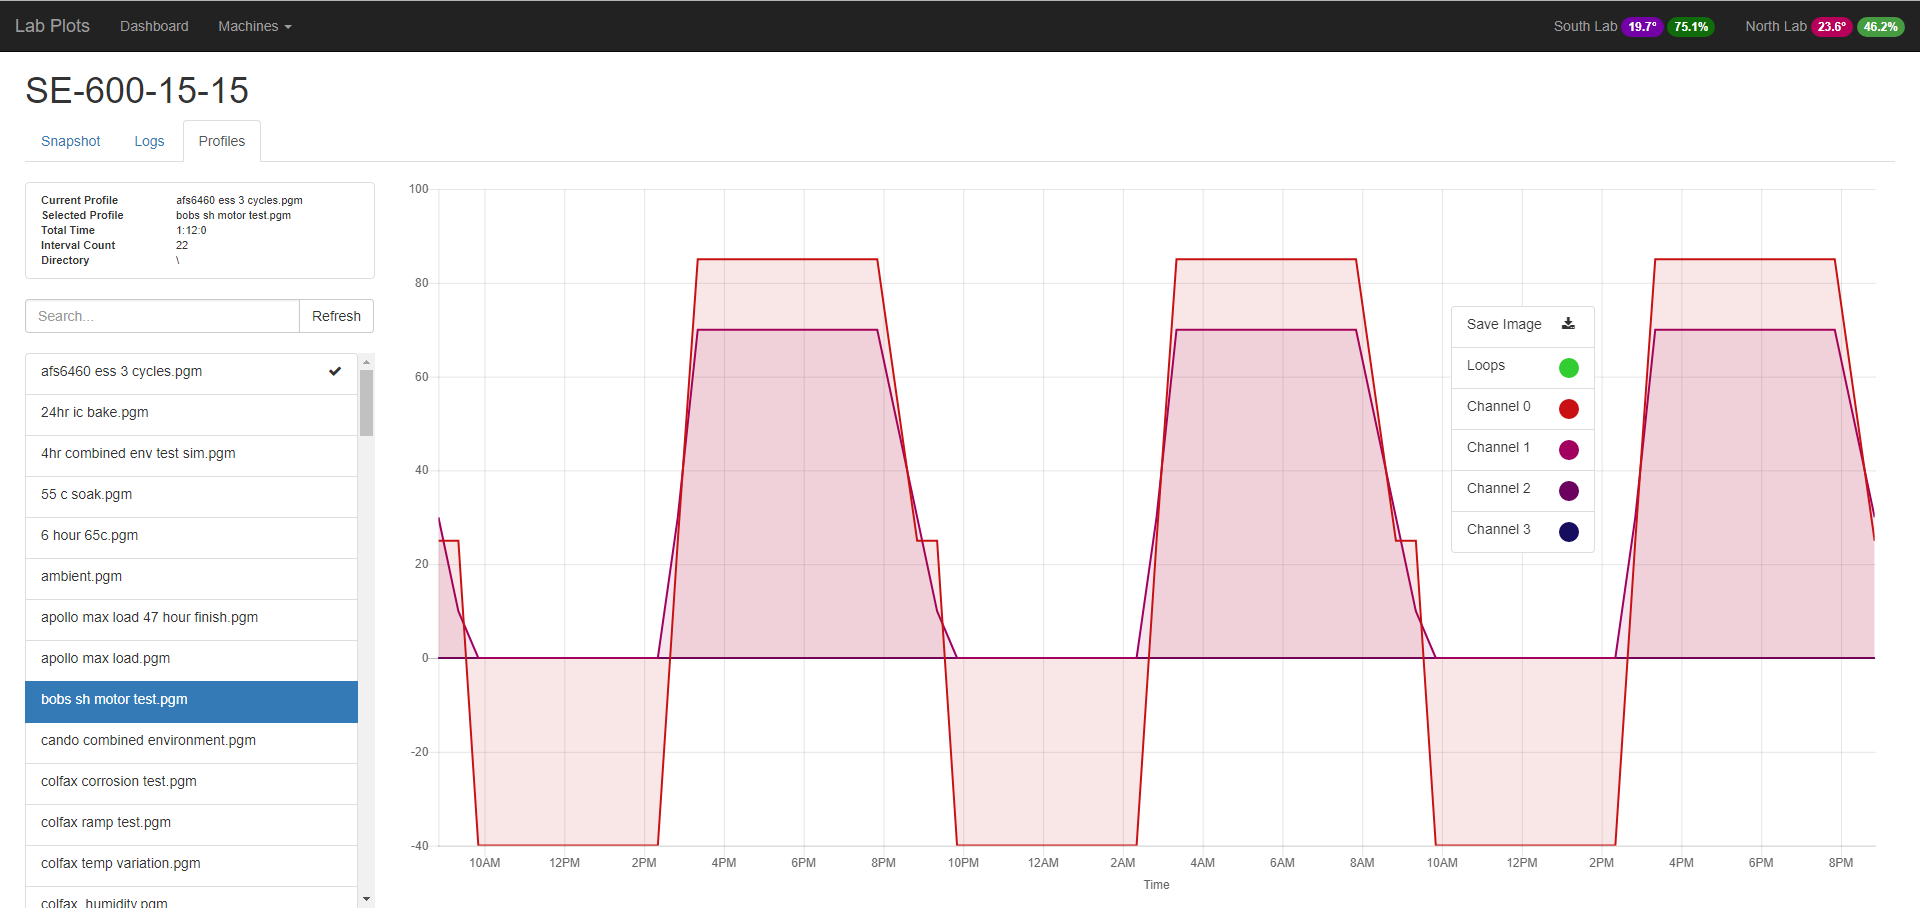 Lab Plots Dashboard Machines South Lab 19.7° 75.1% North Lab 23.6° 46.2%
SE-600-15-15
Snapshot Logs Profiles
Current Profile afs6460 ess 3 cycles.pgm
Selected Profile bobs sh motor test.pgm
Total Time 1:12:0
Interval Count 22
Directory \
Search... Refresh
afs6460 ess 3 cycles.pgm
24hr ic bake.pgm
4hr combined env test sim.pgm
55 c soak.pgm
6 hour 65c.pgm
ambient.pgm
apollo max load 47 hour finish.pgm
apollo max load.pgm
bobs sh motor test.pgm
cando combined environment.pgm
colfax corrosion test.pgm
colfax ramp test.pgm
colfax temp variation.pgm
colfax_humidity.pgm
100
80
60
40
20
0
-20
-40
10AM 12PM 2PM 4PM 6PM 8PM 10PM 12AM 2AM 4AM 6AM 8AM 10AM 12PM 2PM 4PM 6PM 8PM
Time
Save Image
Loops
Channel 0
Channel 1
Channel 2
Channel 3